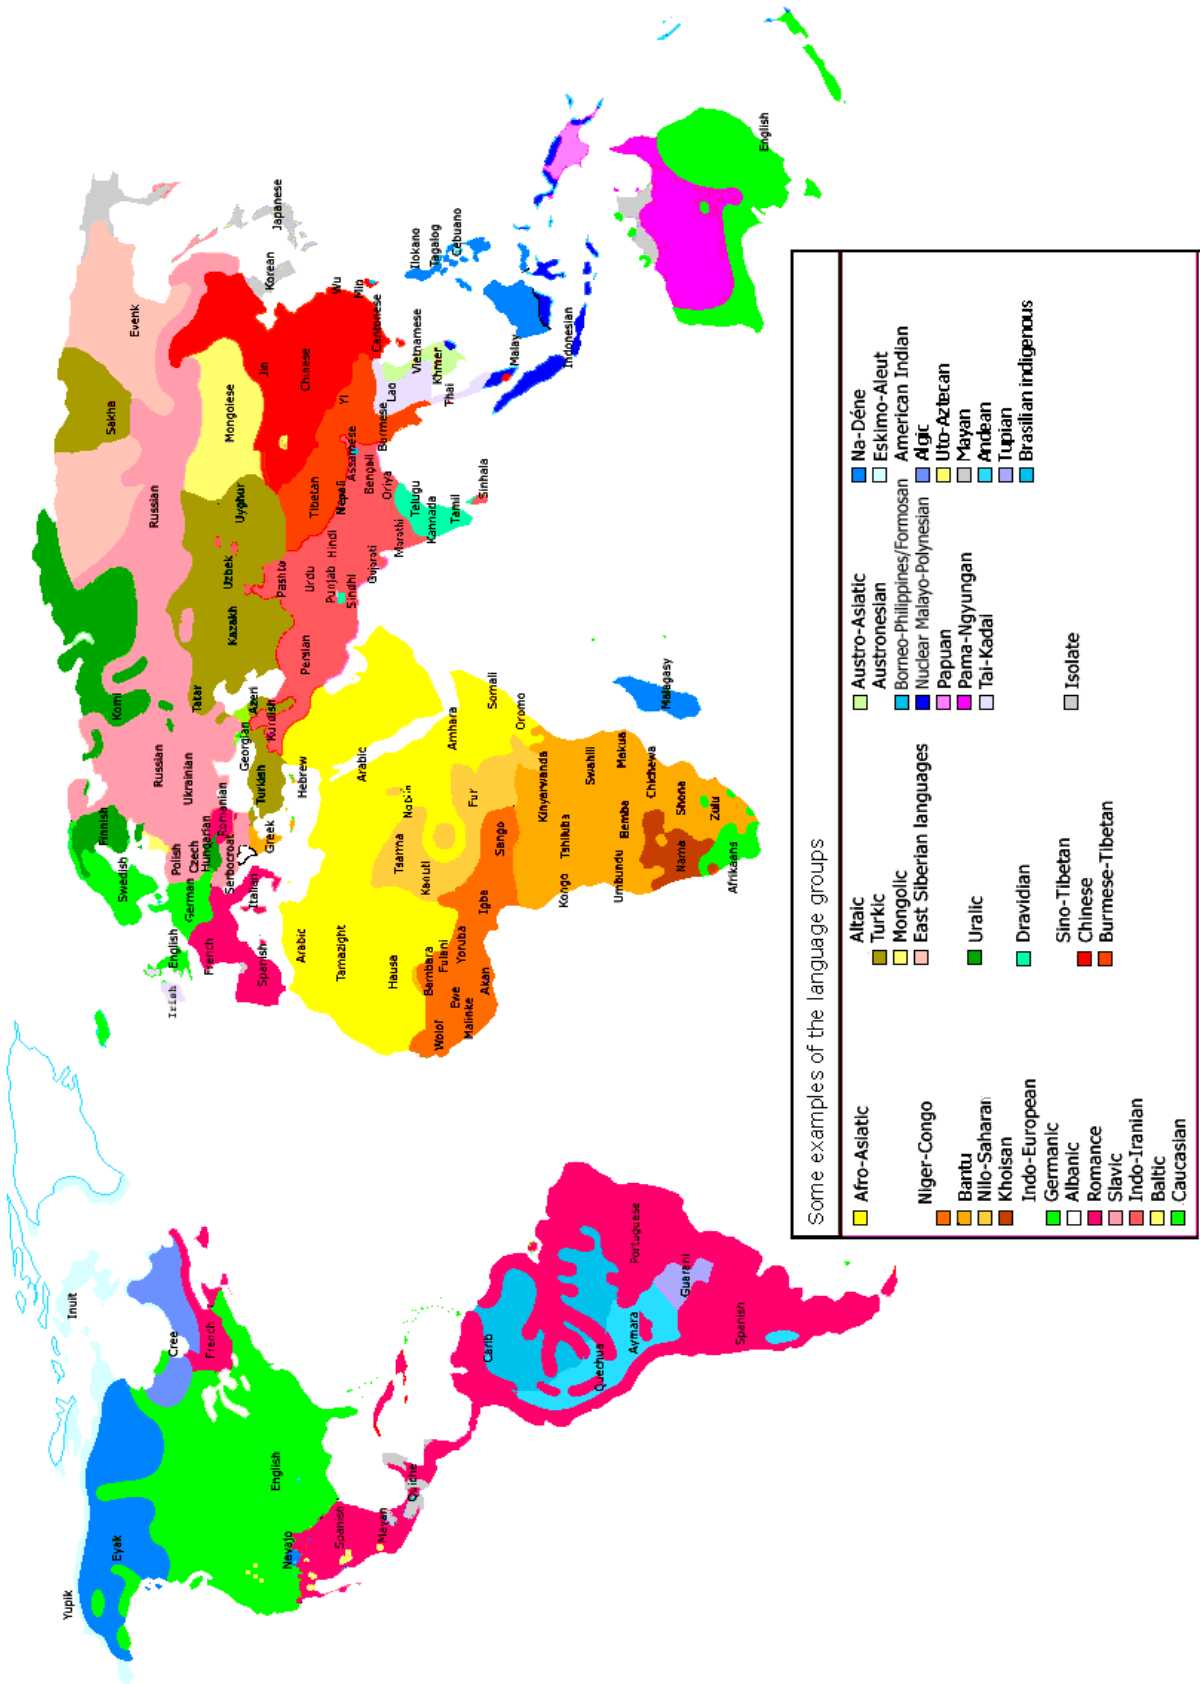 Yupik
Eyak
Inuit
Cree
French
English
Navajo
Spanish
Mayan
Quiche
Carib
Quechua
Aymara
Guarani
Portuguese
Spanish
Irish
English
Swedish
Finnish
German
Polish
Czech
Hungarian
French
Serbocroat
Romanian
Italian
Spanish
Greek
Russian
Ukrainian
Komi
Tatar
Georgian
Azeri
Turkish
Kurdish
Hebrew
Russian
Sakha
Evenk
Kazakh
Uzbek
Uyghur
Mongolese
Jin
Chinese
Korean
Japanese
Wu
Min
Cantonese
Yi
Tibetan
Persian
Pashto
Urdu
Hindi
Punjab
Sindhi
Nepali
Assamese
Bengali
Oriya
Gujarati
Marathi
Telugu
Kannada
Tamil
Sinhala
Burmese
Lao
Vietnamese
Khmer
Thai
Malay
Indonesian
Ilokano
Tagalog
Cebuano
English
Arabic
Tamazight
Arabic
Hausa
Tsarma
Nobiin
Kanuti
Fur
Amhara
Somali
Oromo
Bambara
Fulani
Wolof
Malinke
Ewe
Yoruba
Akan
Igba
Sango
Kinyarwanda
Swahili
Kongo
Tshiluba
Bemba
Makua
Chichewa
Umbundu
Shona
Nama
Zulu
Afrikaans
Malagasy
Some examples of the language groups
Afro-Asiatic
Niger-Congo
Bantu
Nilo-Saharan
Khoisan
Indo-European
Germanic
Albanic
Romance
Slavic
Indo-Iranian
Baltic
Caucasian
Altaic
Turkic
Mongolic
East Siberian languages
Uralic
Dravidian
Sino-Tibetan
Chinese
Burmese-Tibetan
Austro-Asiatic
Austronesian
Borneo-Philippines/Formosan
Nuclear Malayo-Polynesian
Papuan
Pama-Ngyungan
Tai-Kadai
Isolate
Na-Déne
Eskimo-Aleut
American Indian
Algic
Uto-Aztecan
Mayan
Andean
Tupian
Brasilian indigenous